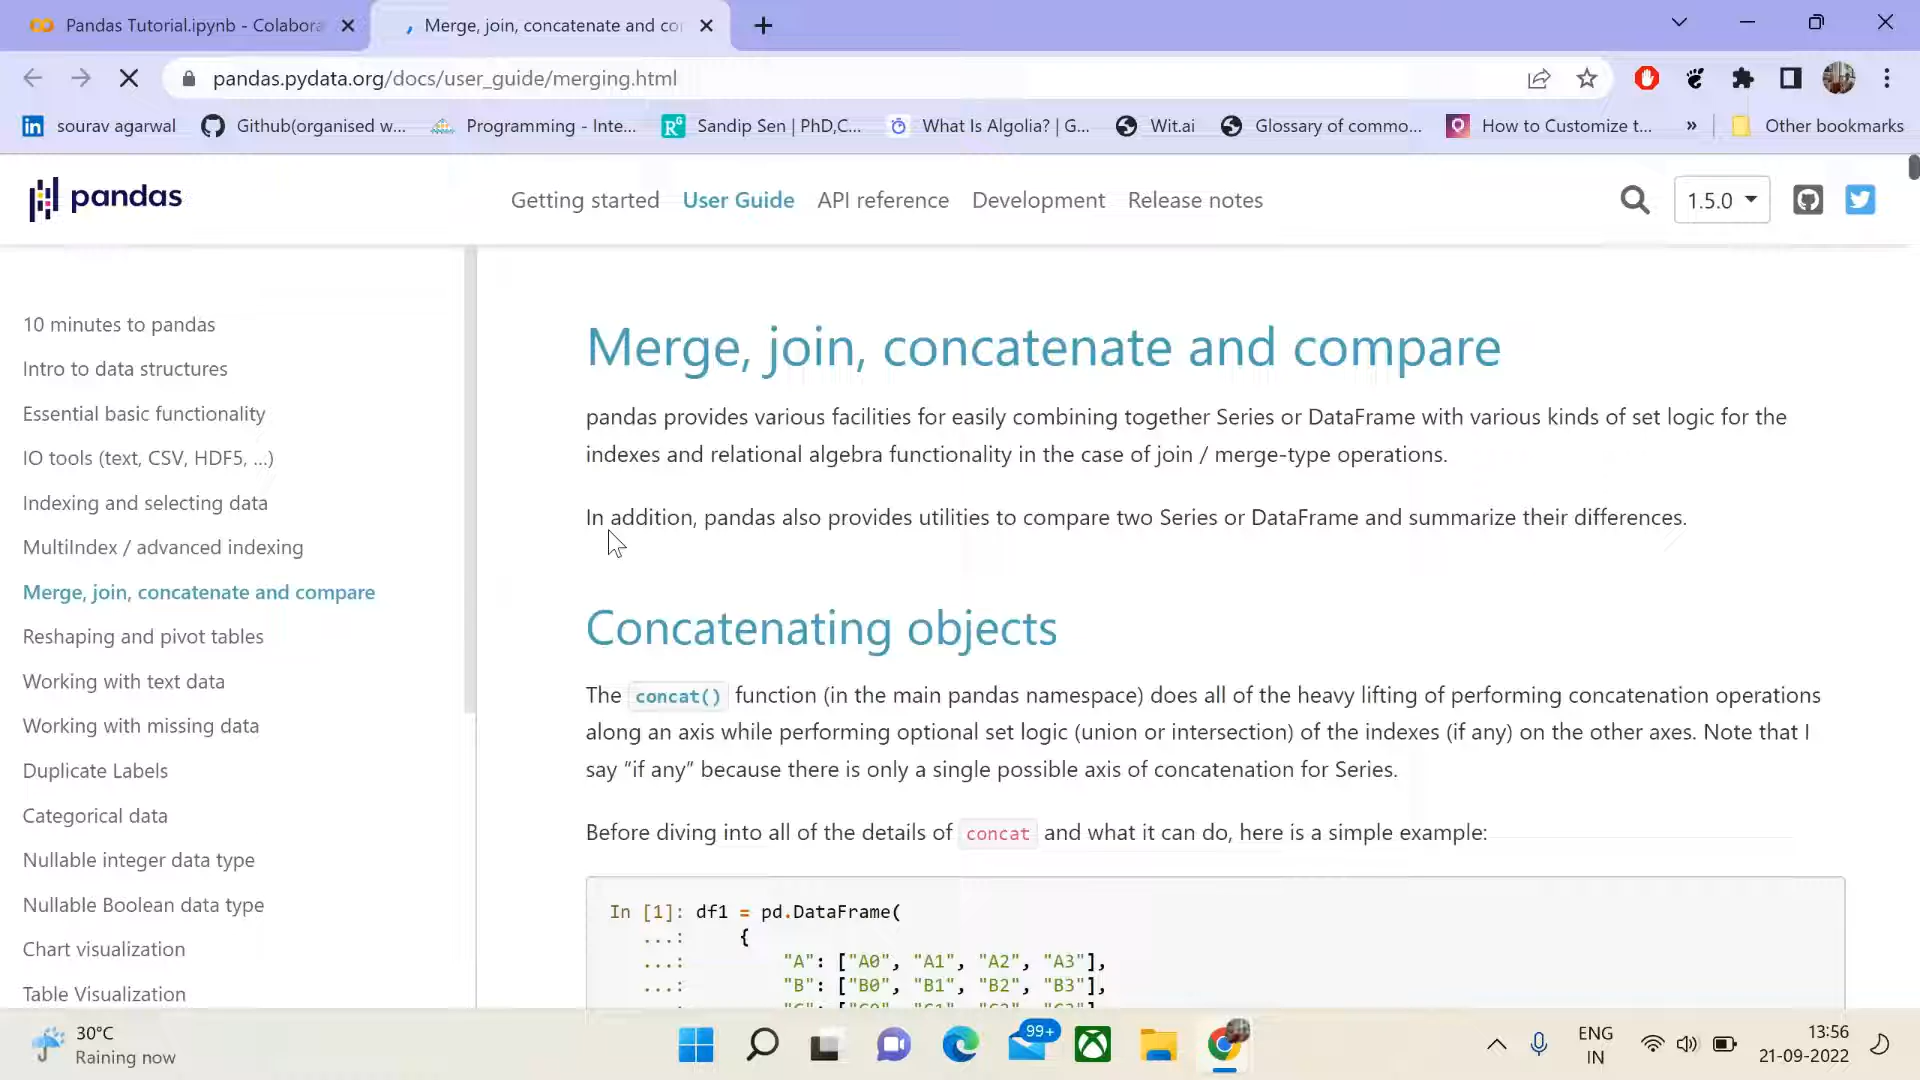 Pandas Tutorial.ipynb - Colabora
Merge, join, concatenate and co
pandas.pydata.org/docs/user_guide/merging.html
sourav agarwal
Github(organised w...
Programming - Inte...
Sandip Sen | PhD,C...
What Is Algolia? | G...
Wit.ai
Glossary of commo...
How to Customize t...
»
Other bookmarks
pandas
Getting started
User Guide
API reference
Development
Release notes
1.5.0
10 minutes to pandas
Intro to data structures
Essential basic functionality
IO tools (text, CSV, HDF5, …)
Indexing and selecting data
MultiIndex / advanced indexing
Merge, join, concatenate and compare
Reshaping and pivot tables
Working with text data
Working with missing data
Duplicate Labels
Categorical data
Nullable integer data type
Nullable Boolean data type
Chart visualization
Table Visualization
Merge, join, concatenate and compare
pandas provides various facilities for easily combining together Series or DataFrame with various kinds of set logic for the
indexes and relational algebra functionality in the case of join / merge-type operations.
In addition, pandas also provides utilities to compare two Series or DataFrame and summarize their differences.
Concatenating objects
The concat() function (in the main pandas namespace) does all of the heavy lifting of performing concatenation operations
along an axis while performing optional set logic (union or intersection) of the indexes (if any) on the other axes. Note that I
say “if any” because there is only a single possible axis of concatenation for Series.
Before diving into all of the details of concat and what it can do, here is a simple example:
In [1]: df1 = pd.DataFrame(
...: {
...: "A": ["A0", "A1", "A2", "A3"],
...: "B": ["B0", "B1", "B2", "B3"],
30°C
Raining now
99+
ENG
IN
13:56
21-09-2022